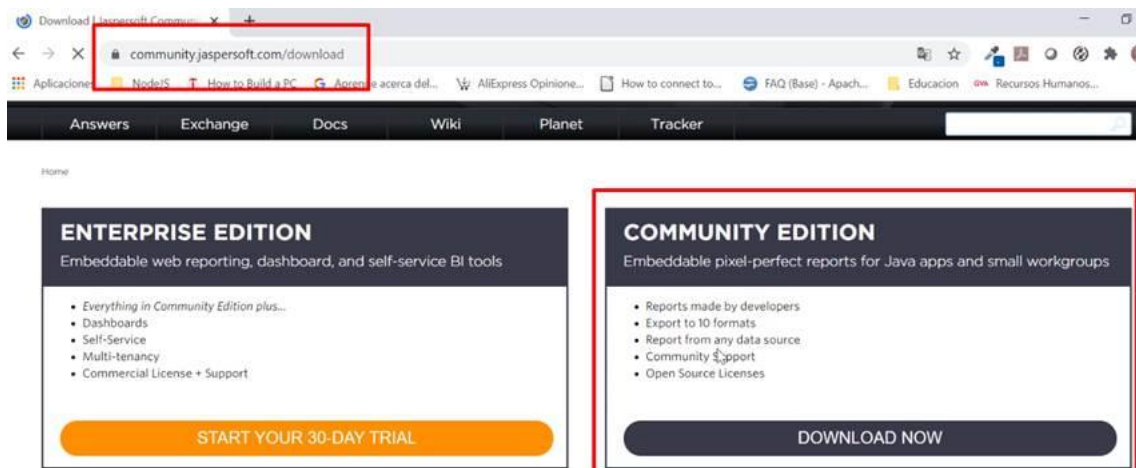 Download | Jaspersoft Commun
community.jaspersoft.com/download
Aplicaciones NodeJS How to Build a PC Aprende acerca del... AliExpress Opinione... How to connect to... FAQ (Base) - Apach... Educacion GVA Recursos Humanos...
Answers Exchange Docs Wiki Planet Tracker
Home
ENTERPRISE EDITION
Embeddable web reporting, dashboard, and self-service BI tools
Everything in Community Edition plus...
Dashboards
Self-Service
Multi-tenancy
Commercial License + Support
START YOUR 30-DAY TRIAL
COMMUNITY EDITION
Embeddable pixel-perfect reports for Java apps and small workgroups
Reports made by developers
Export to 10 formats
Report from any data source
Community Support
Open Source Licenses
DOWNLOAD NOW